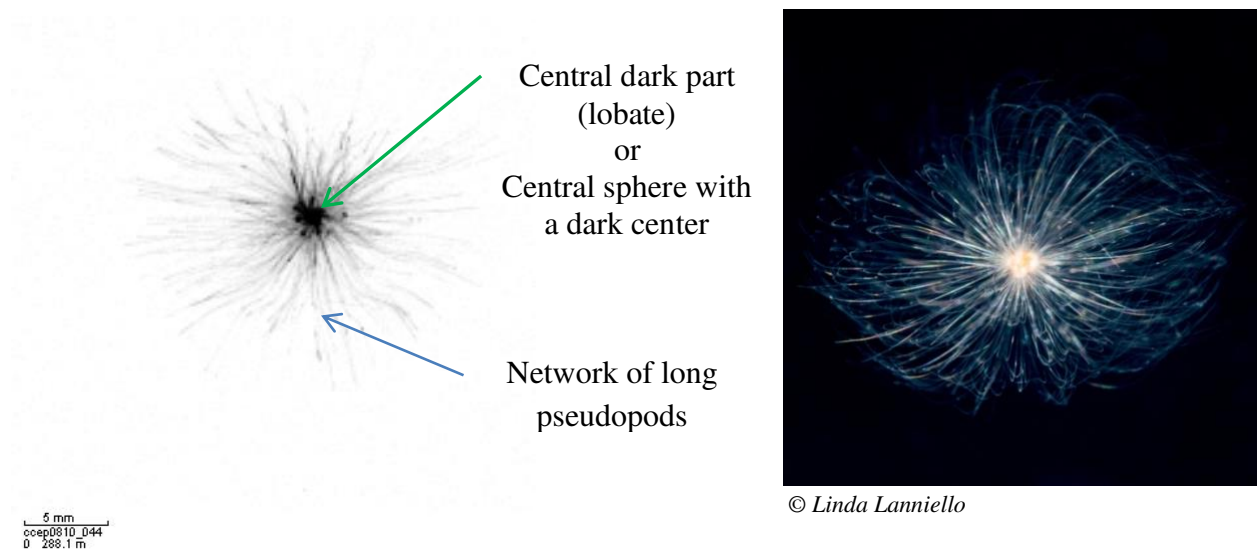 Central dark part
(lobate)
or
Central sphere with
a dark center
Network of long
pseudopods
© Linda Lanniello
5 mm
ccep0810_044
0 288.1 m